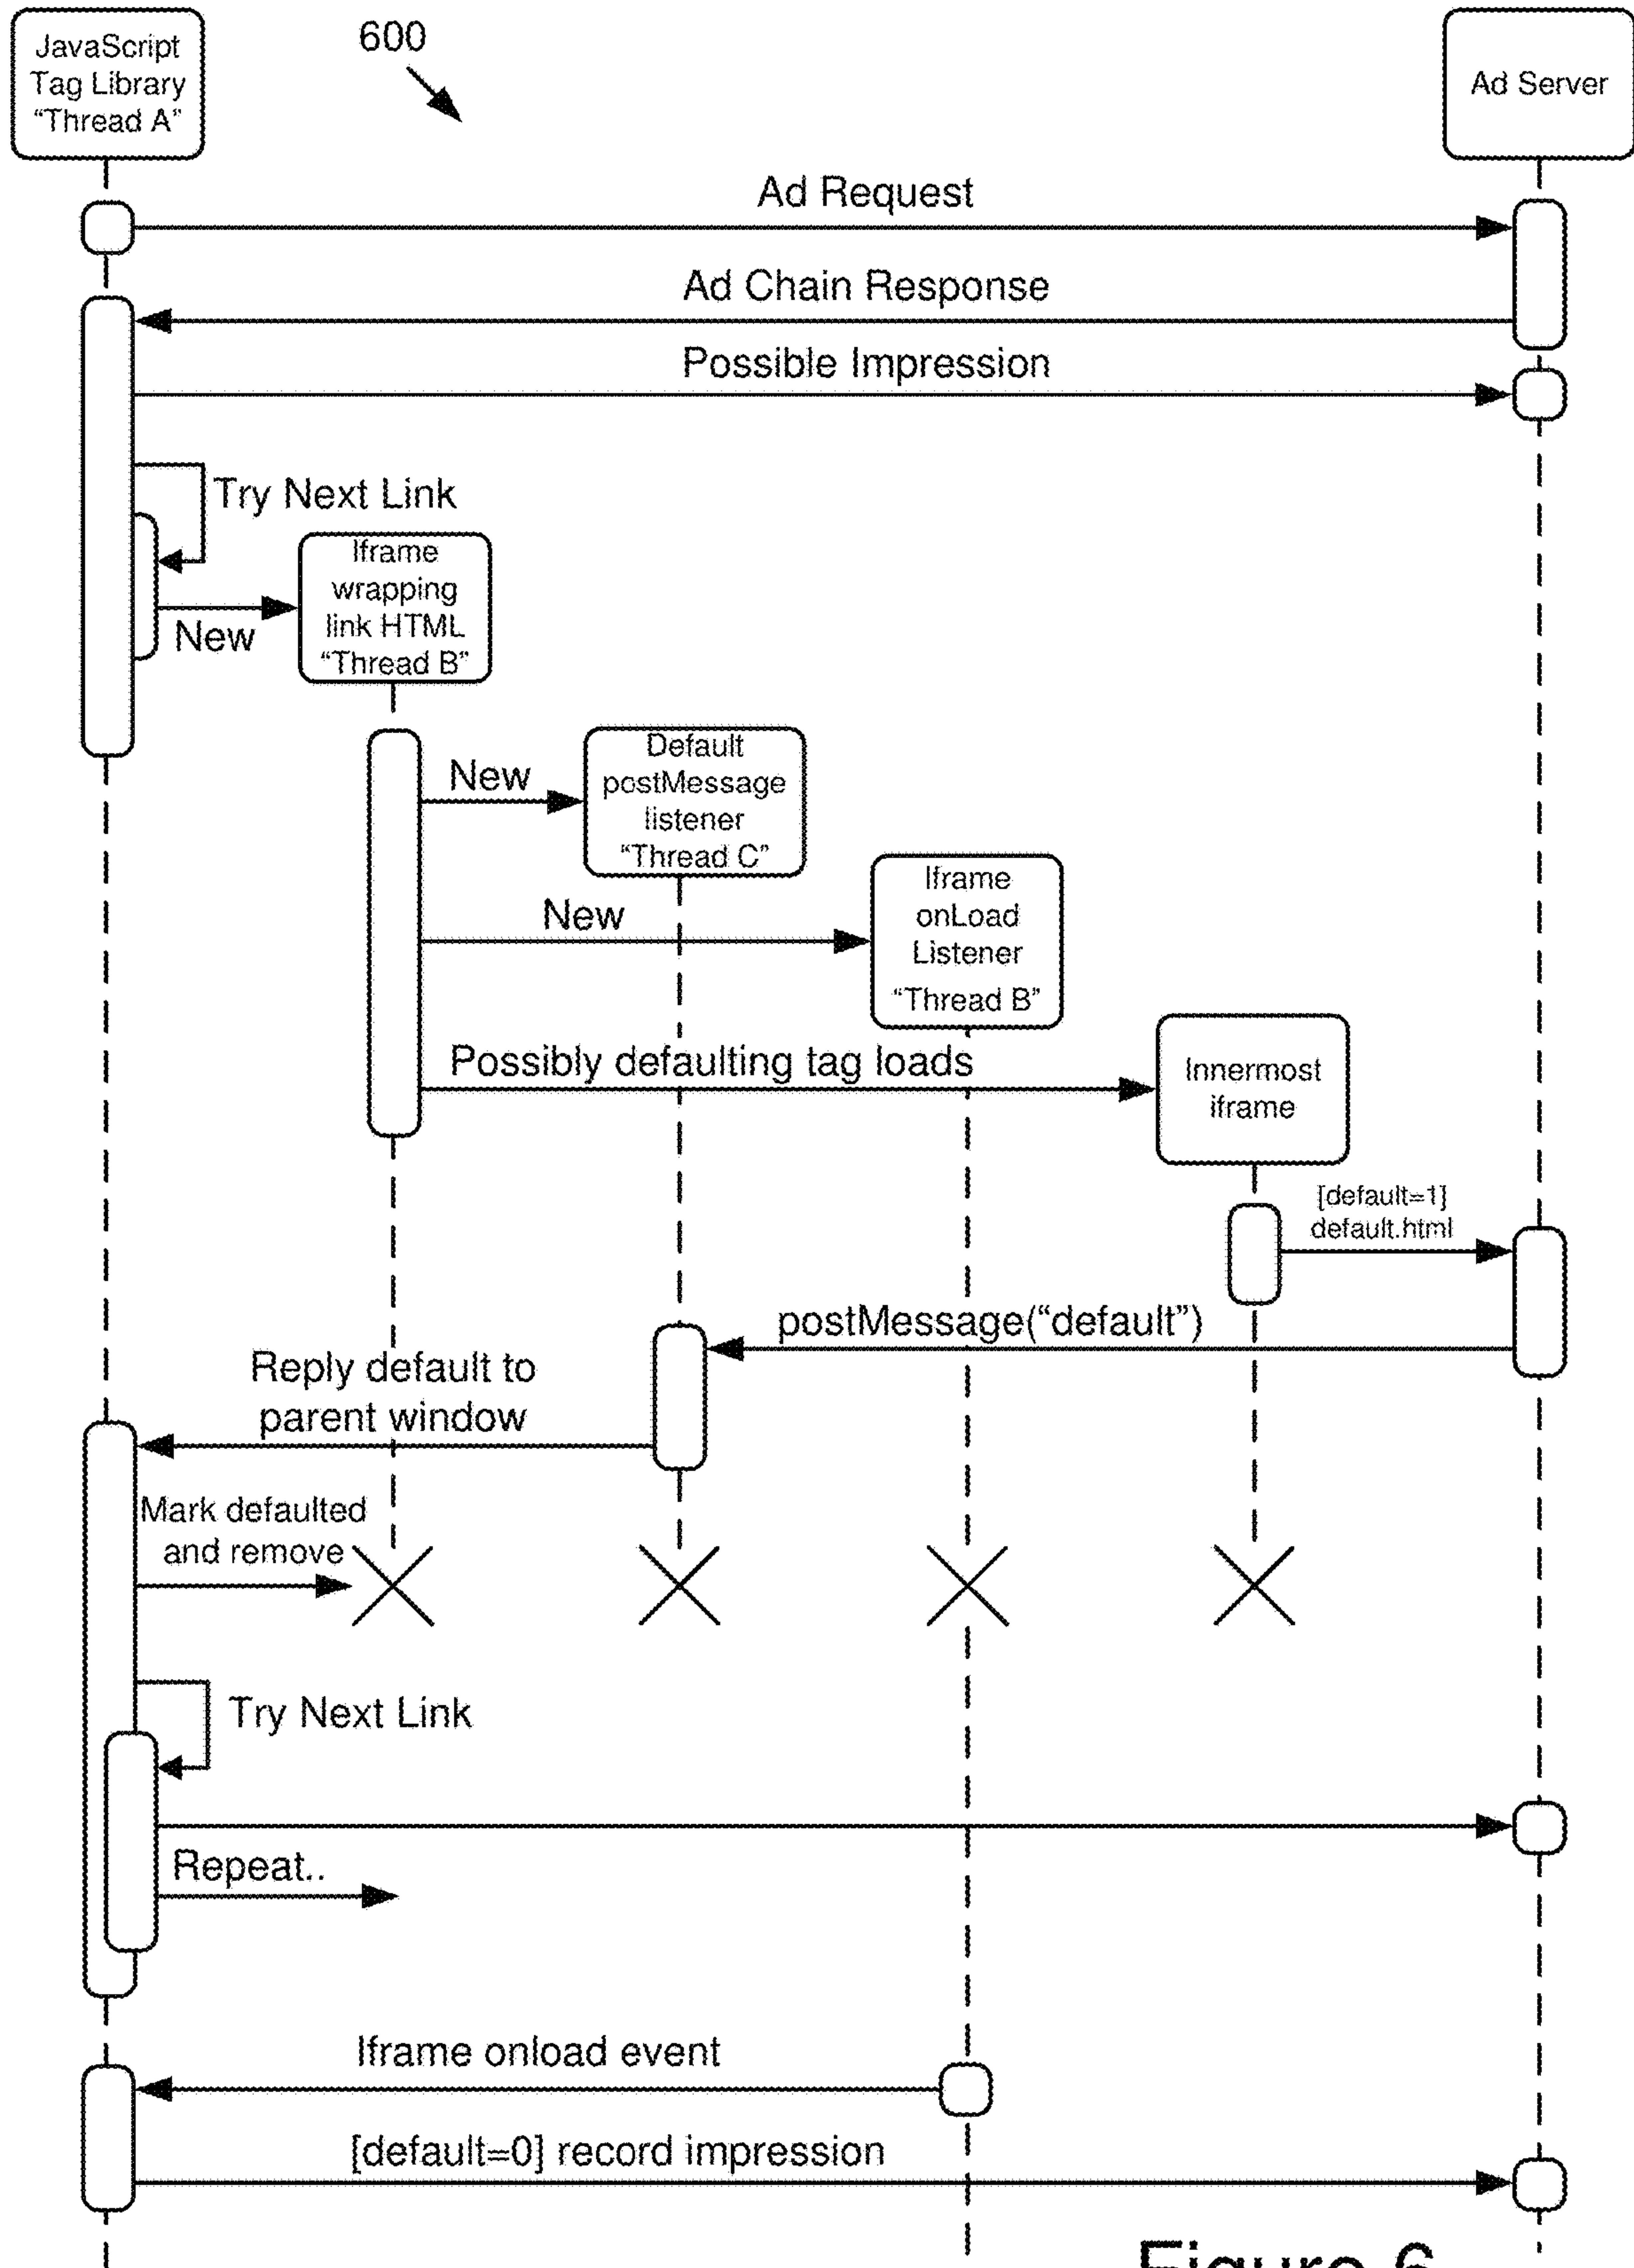 JavaScript
Tag Library
“Thread A”
600
Ad Server
Ad Request
Ad Chain Response
Possible Impression
Try Next Link
New
Iframe
wrapping
link HTML
“Thread B”
New
Default
postMessage
listener
“Thread C”
New
Iframe
onLoad
Listener
“Thread B”
Possibly defaulting tag loads
Innermost
iframe
[default=1]
default.html
postMessage(“default”)
Reply default to
parent window
Mark defaulted
and remove
Try Next Link
Repeat..
Iframe onload event
[default=0] record impression
Figure 6